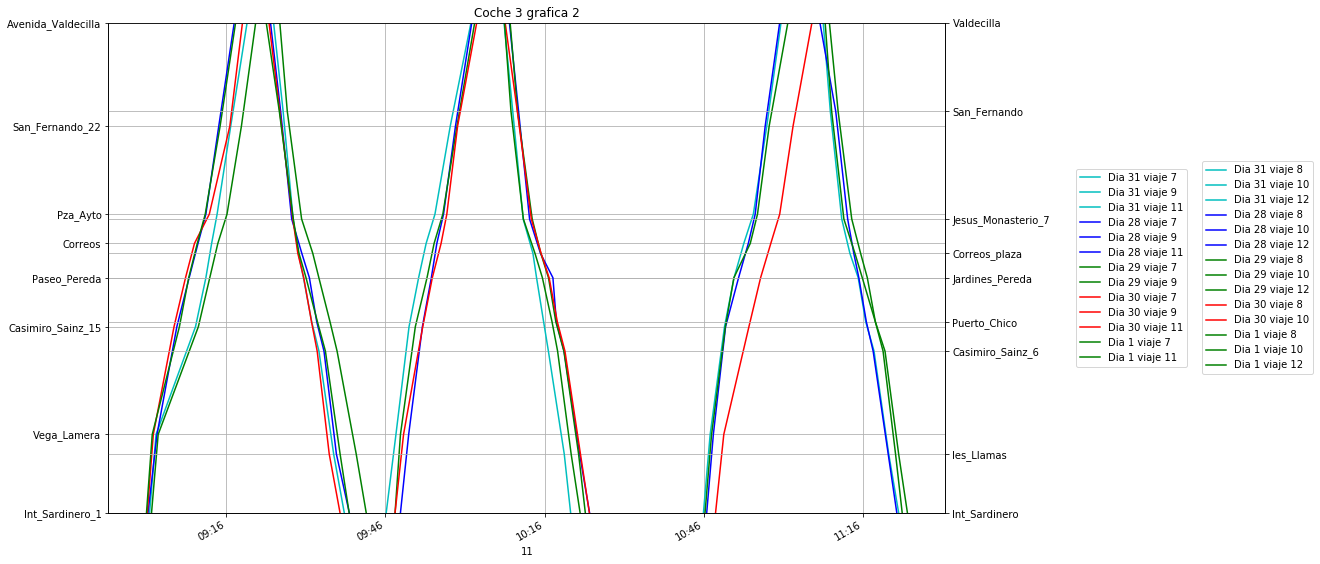 Coche 3 grafica 2
Avenida_Valdecilla
San_Fernando_22
Pza_Ayto
Correos
Paseo_Pereda
Casimiro_Sainz_15
Vega_Lamera
Int_Sardinero_1
Valdecilla
San_Fernando
Jesus_Monasterio_7
Correos_plaza
Jardines_Pereda
Puerto_Chico
Casimiro_Sainz_6
Ies_Llamas
Int_Sardinero
09:16
09:46
10:16
10:46
11:16
11
Dia 31 viaje 7
Dia 31 viaje 9
Dia 31 viaje 11
Dia 28 viaje 7
Dia 28 viaje 9
Dia 28 viaje 11
Dia 29 viaje 7
Dia 29 viaje 9
Dia 30 viaje 7
Dia 30 viaje 9
Dia 30 viaje 11
Dia 1 viaje 7
Dia 1 viaje 11
Dia 31 viaje 8
Dia 31 viaje 10
Dia 31 viaje 12
Dia 28 viaje 8
Dia 28 viaje 10
Dia 28 viaje 12
Dia 29 viaje 8
Dia 29 viaje 10
Dia 29 viaje 12
Dia 30 viaje 8
Dia 30 viaje 10
Dia 1 viaje 8
Dia 1 viaje 10
Dia 1 viaje 12